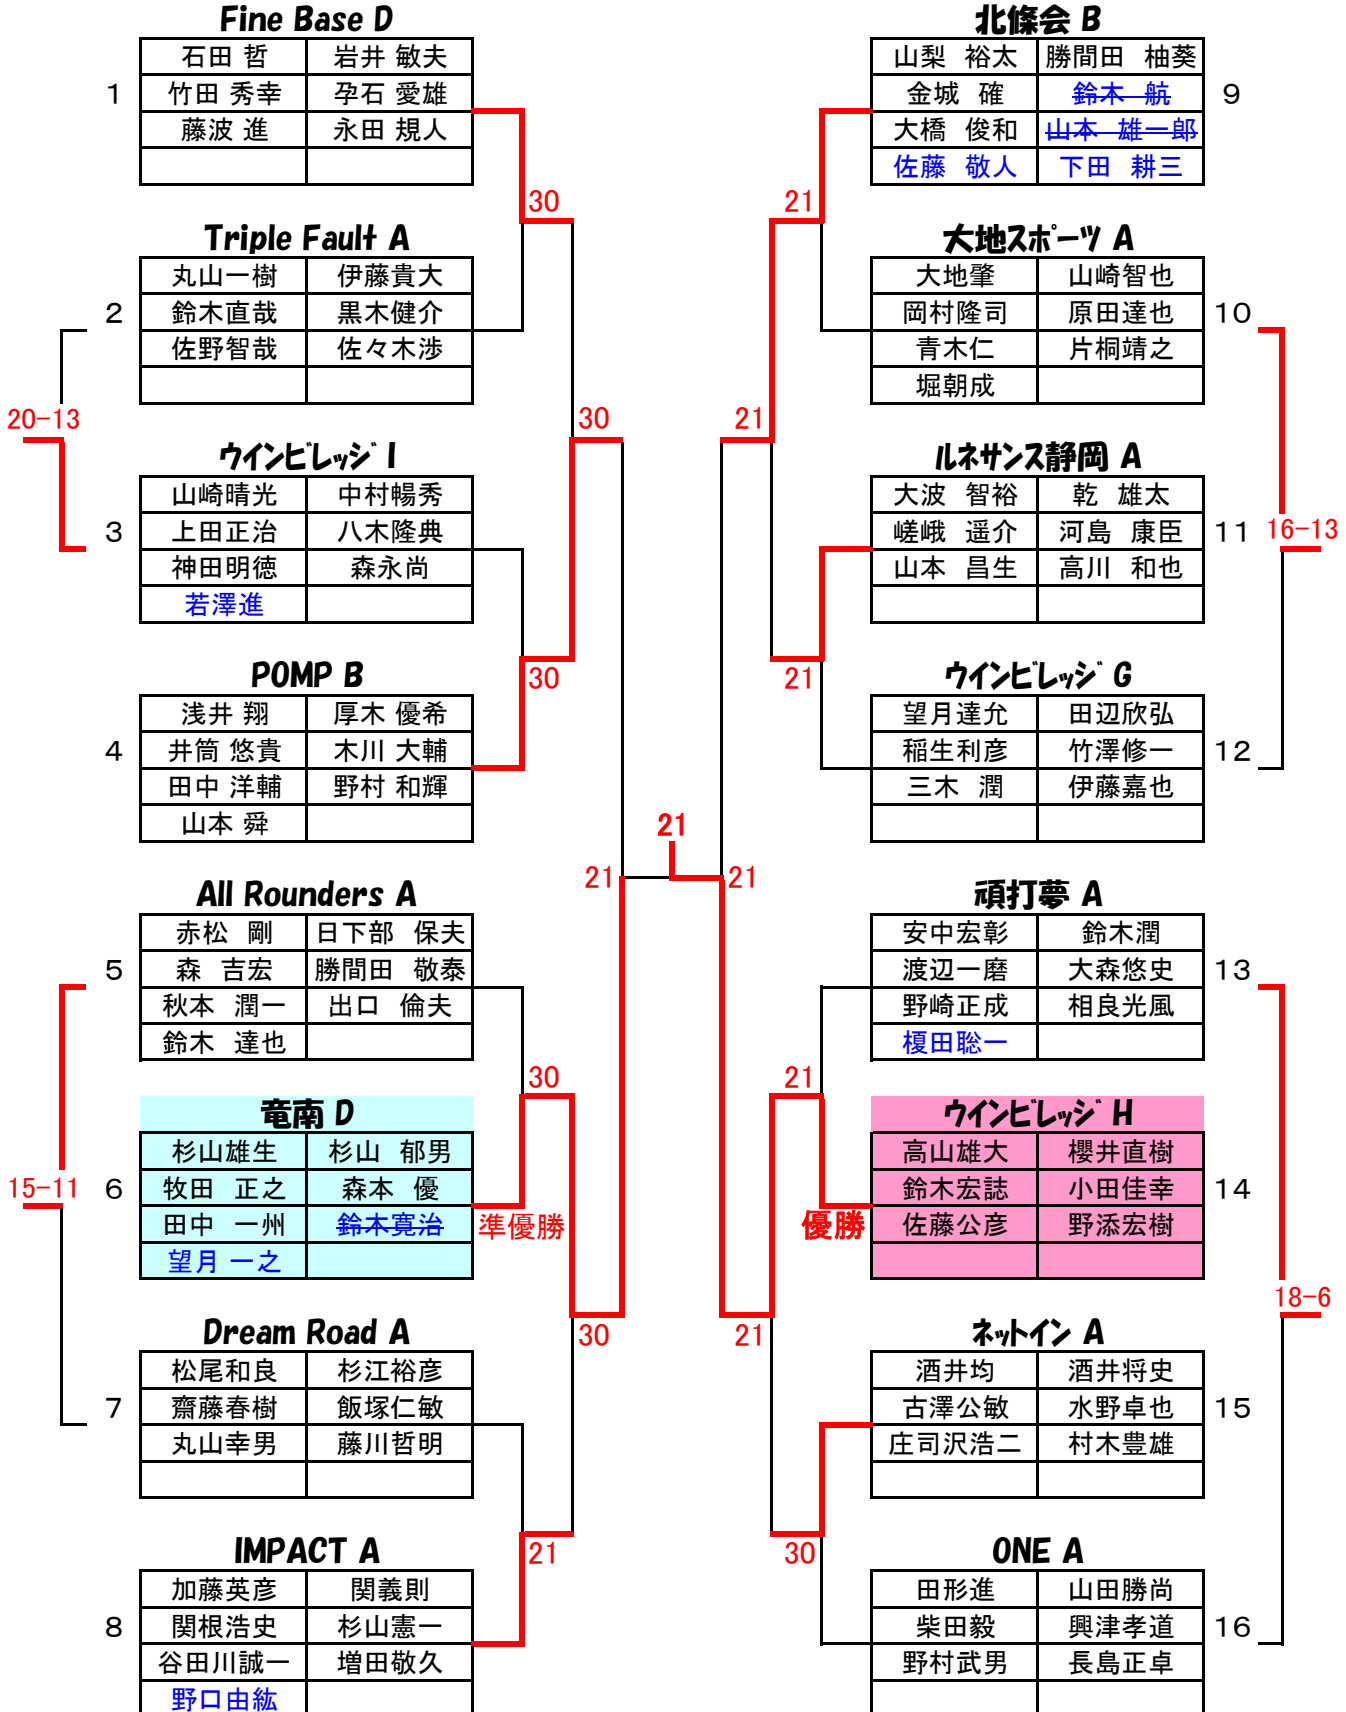 Fine Base D
石田 哲 岩井 敏夫
1 竹田 秀幸 孕石 愛雄
藤波 進 永田 規人
30
Triple Fault A
丸山一樹 伊藤貴大
2 鈴木直哉 黒木健介
佐野智哉 佐々木渉
20-13
30
ウインビレッジ I
山崎晴光 中村暢秀
3 上田正治 八木隆典
神田明徳 森永尚
若澤進
30
POMP B
浅井 翔 厚木 優希
4 井筒 悠貴 木川 大輔
田中 洋輔 野村 和輝
山本 舜
21
All Rounders A
赤松 剛 日下部 保夫
5 森 吉宏 勝間田 敬泰
秋本 潤一 出口 倫夫
鈴木 達也
30
竜南 D
杉山雄生 杉山 郁男
15-11 6 牧田 正之 森本 優
田中 一州 鈴木寛治 準優勝
望月 一之
30
Dream Road A
松尾和良 杉江裕彦
7 齋藤春樹 飯塚仁敏
丸山幸男 藤川哲明
21
IMPACT A
加藤英彦 関義則
8 関根浩史 杉山憲一
谷田川誠一 増田敬久
野口由紘
21
北條会 B
山梨 裕太 勝間田 柚葵
金城 確 鈴木 航 9
大橋 俊和 山本 雄一郎
佐藤 敬人 下田 耕三
21
大地スポーツ A
大地肇 山崎智也
岡村隆司 原田達也 10
青木仁 片桐靖之
堀朝成
21
ルネサンス静岡 A
大波 智裕 乾 雄太
嵯峨 遥介 河島 康臣 11 16-13
山本 昌生 高川 和也
21
ウインビレッジ G
望月達允 田辺欣弘
稲生利彦 竹澤修一 12
三木 潤 伊藤嘉也
21
頑打夢 A
安中宏彰 鈴木潤
渡辺一磨 大森悠史 13
野崎正成 相良光風
榎田聡一
21
ウインビレッジ H
高山雄大 櫻井直樹
鈴木宏誌 小田佳幸 14
優勝 佐藤公彦 野添宏樹
18-6
21
ネットイン A
酒井均 酒井将史
古澤公敏 水野卓也 15
庄司沢浩二 村木豊雄
30
ONE A
田形進 山田勝尚
柴田毅 興津孝道 16
野村武男 長島正卓